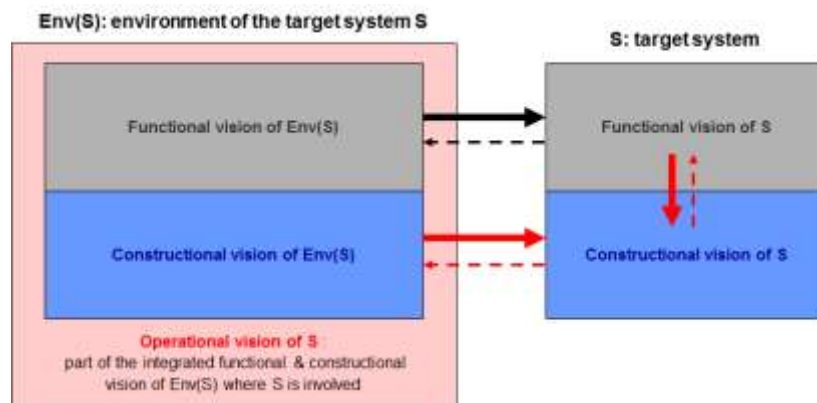 Env(S): environment of the target system S
S: target system
Functional vision of Env(S)
Functional vision of S
Constructional vision of Env(S)
Constructional vision of S
Operational vision of S :
part of the integrated functional & constructional
vision of Env(S) where S is involved